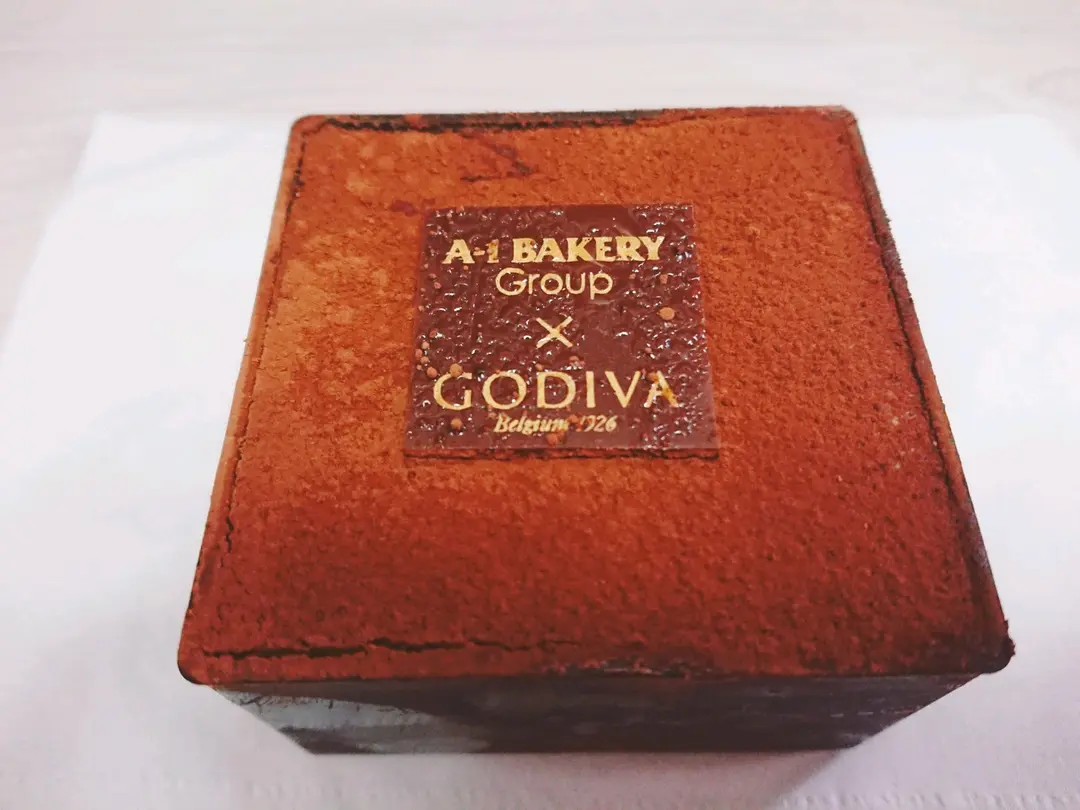 A-1 BAKERY
Group
×
GODIVA
Belgium 1926